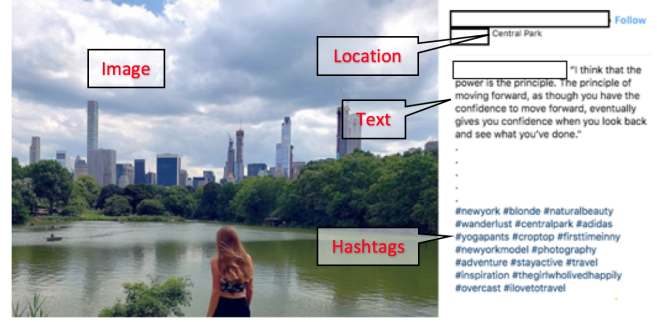 Follow
Central Park
Location
Image
"I think that the
power is the principle. The principle of
moving forward, as though you have the
confidence to move forward, eventually
gives you confidence when you look back
and see what you've done."
.
.
.
.
.
Text
#newyork #blonde #naturalbeauty
#wanderlust #centralpark #adidas
#yogapants #croptop #firsttimeinny
#newyorkmodel #photography
#adventure #stayactive #travel
#inspiration #thegirlwholivedhappily
#overcast #ilovetotravel
Hashtags